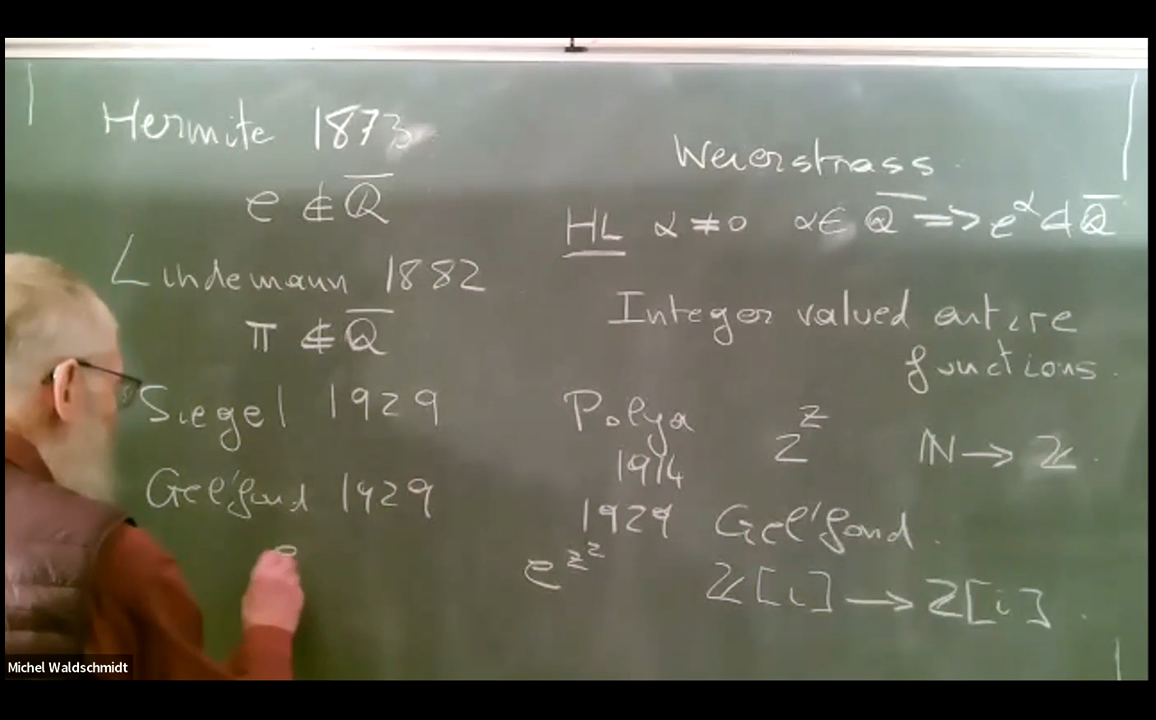 Hermite 1873
e ∉ Q̅
Lindemann 1882
π ∉ Q̅
Siegel 1929
Gel'fond 1929
e
Weierstrass
HL α ≠ 0 α ∈ Q̅ => e^α ∉ Q̅
Integer valued entire
functions.
Polya 2^z ℕ → ℤ.
1914
1929 Gel'fond.
e^{z^2} ℤ[i] → ℤ[i].
Michel Waldschmidt